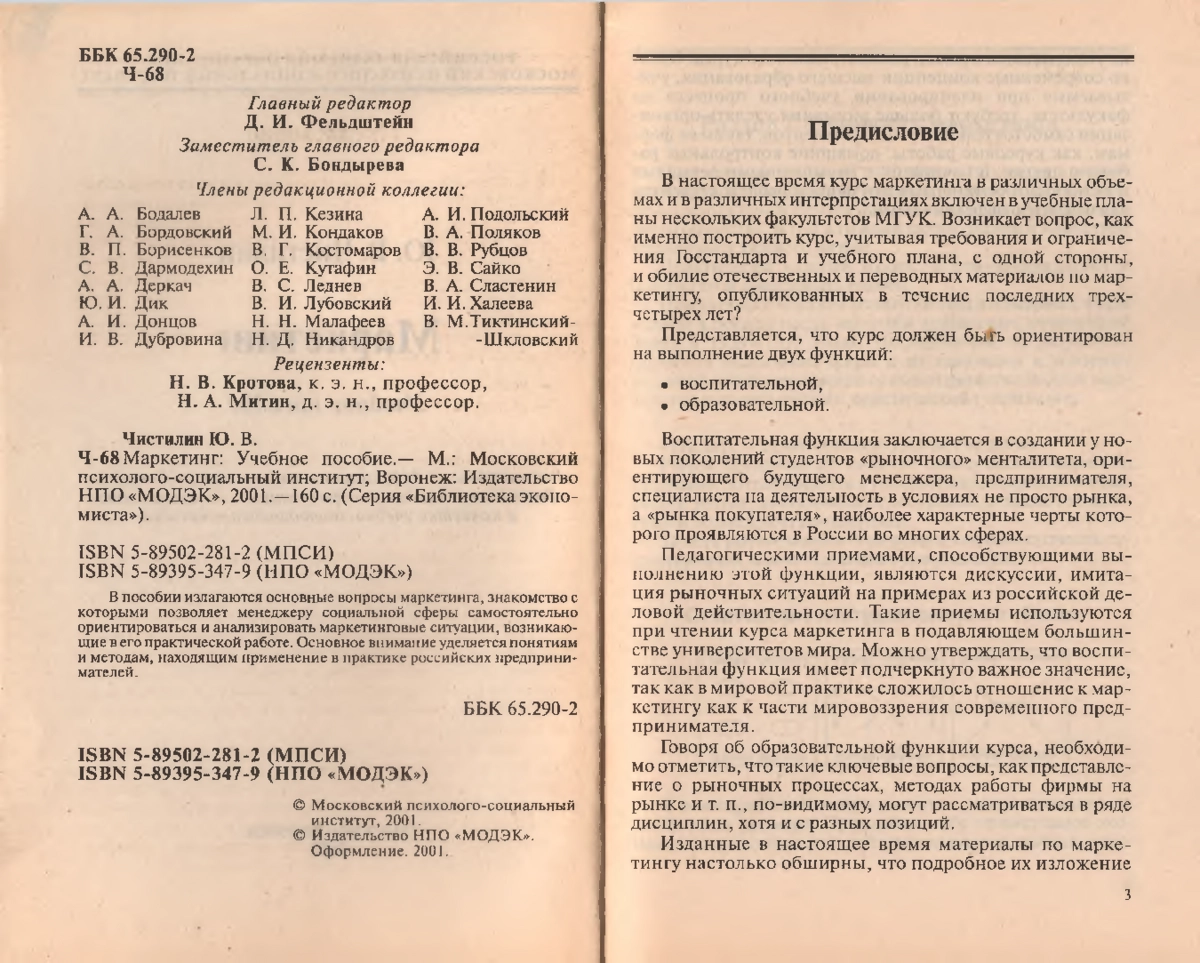 ББК 65.290-2
Ч-68
Главный редактор
Д. И. Фельдштейн
Заместитель главного редактора
С. К. Бондырева
Члены редакционной коллегии:
А. А. Бодалев Л. П. Кезина А. И. Подольский
Г. А. Бордовский М. И. Кондаков В. А. Поляков
В. П. Борисенков В. Г. Костомаров В. В. Рубцов
С. В. Дармодехин О. Е. Кутафин Э. В. Сайко
А. А. Деркач В. С. Леднев В. А. Сластенин
Ю. И. Дик В. И. Лубовский И. И. Халеева
А. И. Донцов Н. Н. Малафеев В. М.Тиктинский-
И. В. Дубровина Н. Д. Никандров -Шкловский
Рецензенты:
Н. В. Кротова, к. э. н., профессор,
Н. А. Митин, д. э. н., профессор.
Чистилин Ю. В.
Ч-68 Маркетинг: Учебное пособие.— М.: Московский
психолого-социальный институт; Воронеж: Издательство
НПО «МОДЭК», 2001.—160 с. (Серия «Библиотека эконо-
миста»).
ISBN 5-89502-281-2 (МПСИ)
ISBN 5-89395-347-9 (НПО «МОДЭК»)
В пособии излагаются основные вопросы маркетинга, знакомство с
которыми позволяет менеджеру социальной сферы самостоятельно
ориентироваться и анализировать маркетинговые ситуации, возникаю-
щие в его практической работе. Основное внимание уделяется понятиям
и методам, находящим применение в практике российских предприни-
мателей.
ББК 65.290-2
ISBN 5-89502-281-2 (МПСИ)
ISBN 5-89395-347-9 (НПО «МОДЭК»)
© Московский психолого-социальный
институт, 2001.
© Издательство НПО «МОДЭК».
Оформление. 2001.
Предисловие
В настоящее время курс маркетинга в различных объе-
мах и в различных интерпретациях включен в учебные пла-
ны нескольких факультетов МГУК. Возникает вопрос, как
именно построить курс, учитывая требования и ограниче-
ния Госстандарта и учебного плана, с одной стороны,
и обилие отечественных и переводных материалов по мар-
кетингу, опубликованных в течение последних трех-
четырех лет?
Представляется, что курс должен быть ориентирован
на выполнение двух функций:
• воспитательной,
• образовательной.
Воспитательная функция заключается в создании у но-
вых поколений студентов «рыночного» менталитета, ори-
ентирующего будущего менеджера, предпринимателя,
специалиста на деятельность в условиях не просто рынка,
а «рынка покупателя», наиболее характерные черты кото-
рого проявляются в России во многих сферах.
Педагогическими приемами, способствующими вы-
полнению этой функции, являются дискуссии, имита-
ция рыночных ситуаций на примерах из российской де-
ловой действительности. Такие приемы используются
при чтении курса маркетинга в подавляющем большин-
стве университетов мира. Можно утверждать, что воспи-
тательная функция имеет подчеркнуто важное значение,
так как в мировой практике сложилось отношение к мар-
кетингу как к части мировоззрения современного пред-
принимателя.
Говоря об образовательной функции курса, необходи-
мо отметить, что такие ключевые вопросы, как представле-
ние о рыночных процессах, методах работы фирмы на
рынке и т. п., по-видимому, могут рассматриваться в ряде
дисциплин, хотя и с разных позиций.
Изданные в настоящее время материалы по марке-
тингу настолько обширны, что подробное их изложение
3